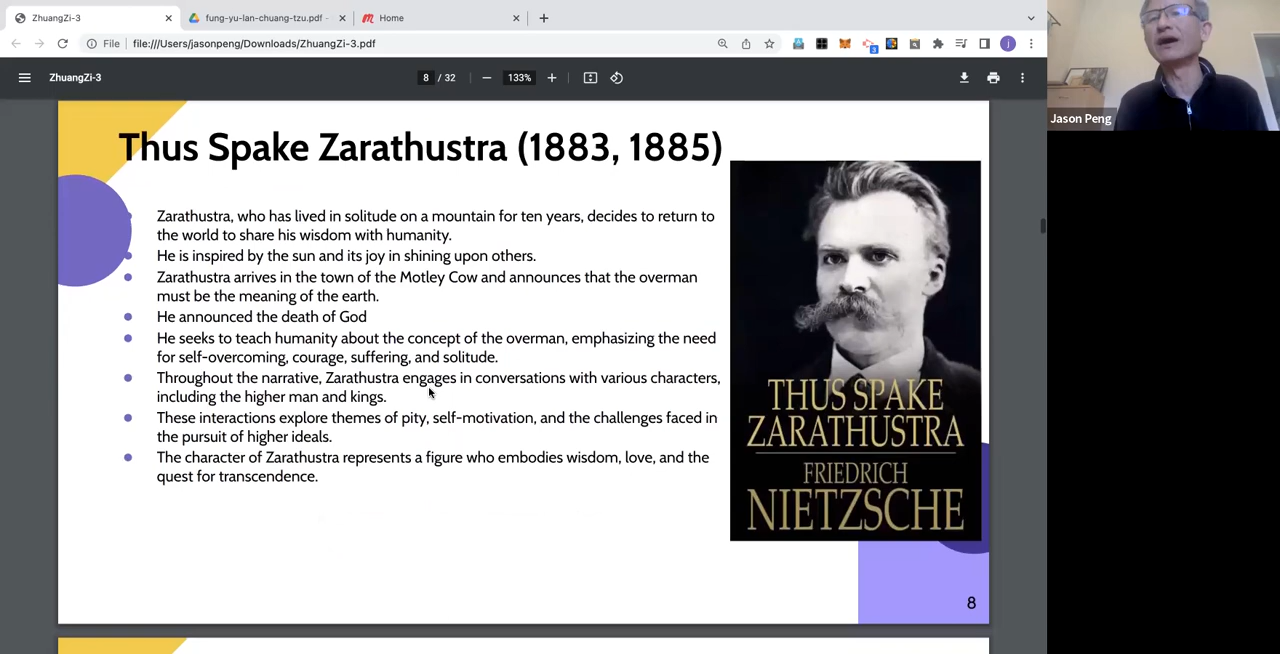 ZhuangZi-3
fung-yu-lan-chuang-tzu.pdf -
Home
File
file:///Users/jasonpeng/Downloads/ZhuangZi-3.pdf
3
j
ZhuangZi-3
8 / 32
133%
Jason Peng
Thus Spake Zarathustra (1883, 1885)
Zarathustra, who has lived in solitude on a mountain for ten years, decides to return to
the world to share his wisdom with humanity.
He is inspired by the sun and its joy in shining upon others.
Zarathustra arrives in the town of the Motley Cow and announces that the overman
must be the meaning of the earth.
He announced the death of God
He seeks to teach humanity about the concept of the overman, emphasizing the need
for self-overcoming, courage, suffering, and solitude.
Throughout the narrative, Zarathustra engages in conversations with various characters,
including the higher man and kings.
These interactions explore themes of pity, self-motivation, and the challenges faced in
the pursuit of higher ideals.
The character of Zarathustra represents a figure who embodies wisdom, love, and the
quest for transcendence.
THUS SPAKE
ZARATHUSTRA
FRIEDRICH
NIETZSCHE
8